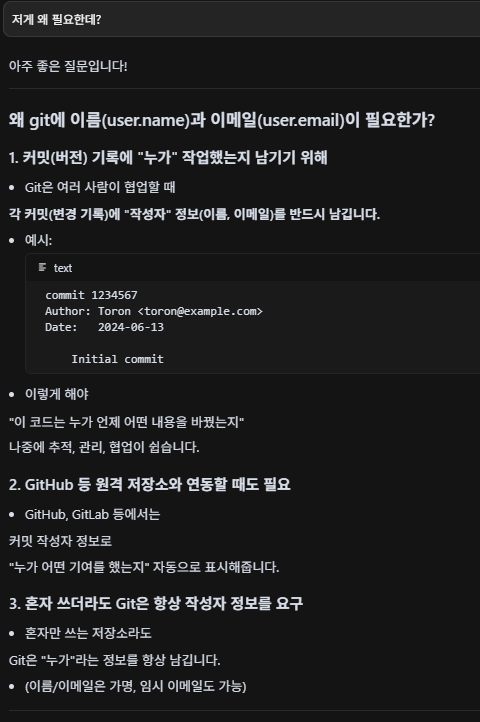 저게 왜 필요한데?
아주 좋은 질문입니다!
왜 git에 이름(user.name)과 이메일(user.email)이 필요한가?
1. 커밋(버전) 기록에 "누가" 작업했는지 남기기 위해
• Git은 여러 사람이 협업할 때
각 커밋(변경 기록)에 "작성자" 정보(이름, 이메일)를 반드시 남깁니다.
• 예시:
text
commit 1234567
Author: Toron <toron@example.com>
Date:   2024-06-13
    Initial commit
• 이렇게 해야
"이 코드는 누가 언제 어떤 내용을 바꿨는지"
나중에 추적, 관리, 협업이 쉽습니다.
2. GitHub 등 원격 저장소와 연동할 때도 필요
• GitHub, GitLab 등에서는
커밋 작성자 정보로
"누가 어떤 기여를 했는지" 자동으로 표시해줍니다.
3. 혼자 쓰더라도 Git은 항상 작성자 정보를 요구
• 혼자만 쓰는 저장소라도
Git은 "누가"라는 정보를 항상 남깁니다.
• (이름/이메일은 가명, 임시 이메일도 가능)